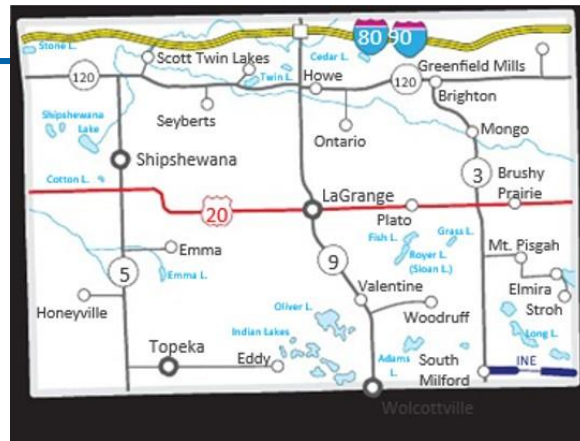 80 90
Stone L.
Scott Twin Lakes
Cedar L.
Greenfield Mills
120
Twin L.
Howe
120
Brighton
Seyberts
Shipshewana
Lake
Ontario
Mongo
Shipshewana
3
Brushy
Prairie
Cotton L.
LaGrange
20
Plato
Fish L.
Grass L.
Royer L.
(Sloan L.)
Mt. Pisgah
Emma
9
5
Emma L.
Elmira
Valentine
Honeyville
Oliver L.
Woodruff
Stroh
Indian Lakes
Long L.
Topeka
Eddy
Adams
L.
South
Milford
INE
Wolcottville